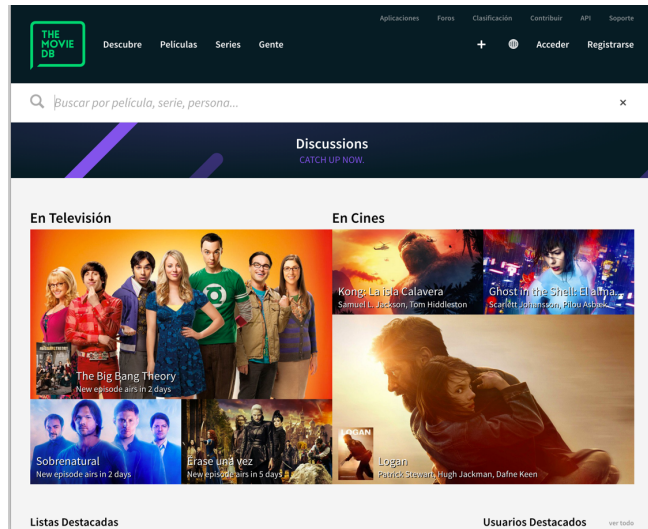 Aplicaciones Foros Clasificación Contribuir API Soporte
THE
MOVIE
DB
Descubre Películas Series Gente
+ Acceder Registrarse
Buscar por película, serie, persona...
×
Discussions
CATCH UP NOW.
En Televisión
The Big Bang Theory
New episode airs in 2 days
Sobrenatural
New episode airs in 2 days
Érase una vez
New episode airs in 5 days
En Cines
Kong: La isla Calavera
Samuel L. Jackson, Tom Hiddleston
Ghost in the Shell: El alma...
Scarlett Johansson, Pilou Asbæk
LOGAN
Logan
Patrick Stewart, Hugh Jackman, Dafne Keen
Listas Destacadas
Usuarios Destacados ver todo